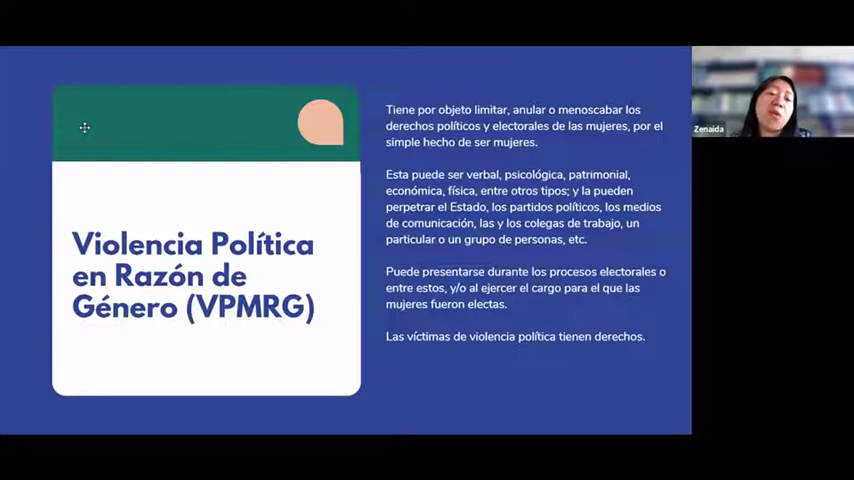 Violencia Política
en Razón de
Género (VPMRG)
Tiene por objeto limitar, anular o menoscabar los
derechos políticos y electorales de las mujeres, por el
simple hecho de ser mujeres.
Esta puede ser verbal, psicológica, patrimonial,
económica, física, entre otros tipos; y la pueden
perpetrar el Estado, los partidos políticos, los medios
de comunicación, las y los colegas de trabajo, un
particular o un grupo de personas, etc.
Puede presentarse durante los procesos electorales o
entre estos, y/o al ejercer el cargo para el que las
mujeres fueron electas.
Las víctimas de violencia política tienen derechos.
Zenaida